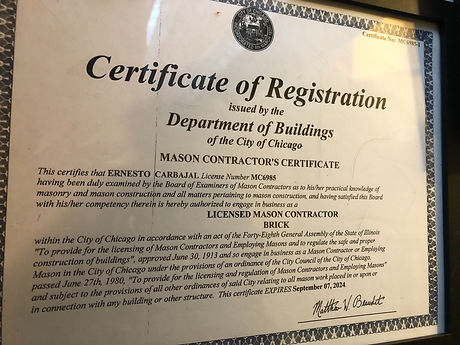 Certificate No. MC6985-1
Certificate of Registration
issued by the
Department of Buildings
of the City of Chicago
MASON CONTRACTOR'S CERTIFICATE
This certifies that ERNESTO CARBAJAL License Number MC6985
having been duly examined by the Board of Examiners of Mason Contractors as to his/her practical knowledge of
masonry and mason construction and all matters pertaining to mason construction, and having satisfied this Board
with his/her competency therein is hereby authorized to engage in business as a
LICENSED MASON CONTRACTOR
BRICK
within the City of Chicago in accordance with an act of the Forty-Eighth General Assembly of the State of Illinois
"To provide for the licensing of Mason Contractors and Employing Masons and to regulate the safe and proper
construction of buildings", approved June 30, 1913 and so engage in business as a Mason Contractor or Employing
Mason in the City of Chicago under the provisions of an ordinance of the City Council of the City of Chicago,
passed June 27th, 1980, "To provide for the licensing and regulation of Mason Contractors and Employing Masons"
and subject to the provisions of all other ordinances of said City relating to all mason work placed in or upon or
in connection with any building or other structure. This certificate EXPIRES September 07, 2024.